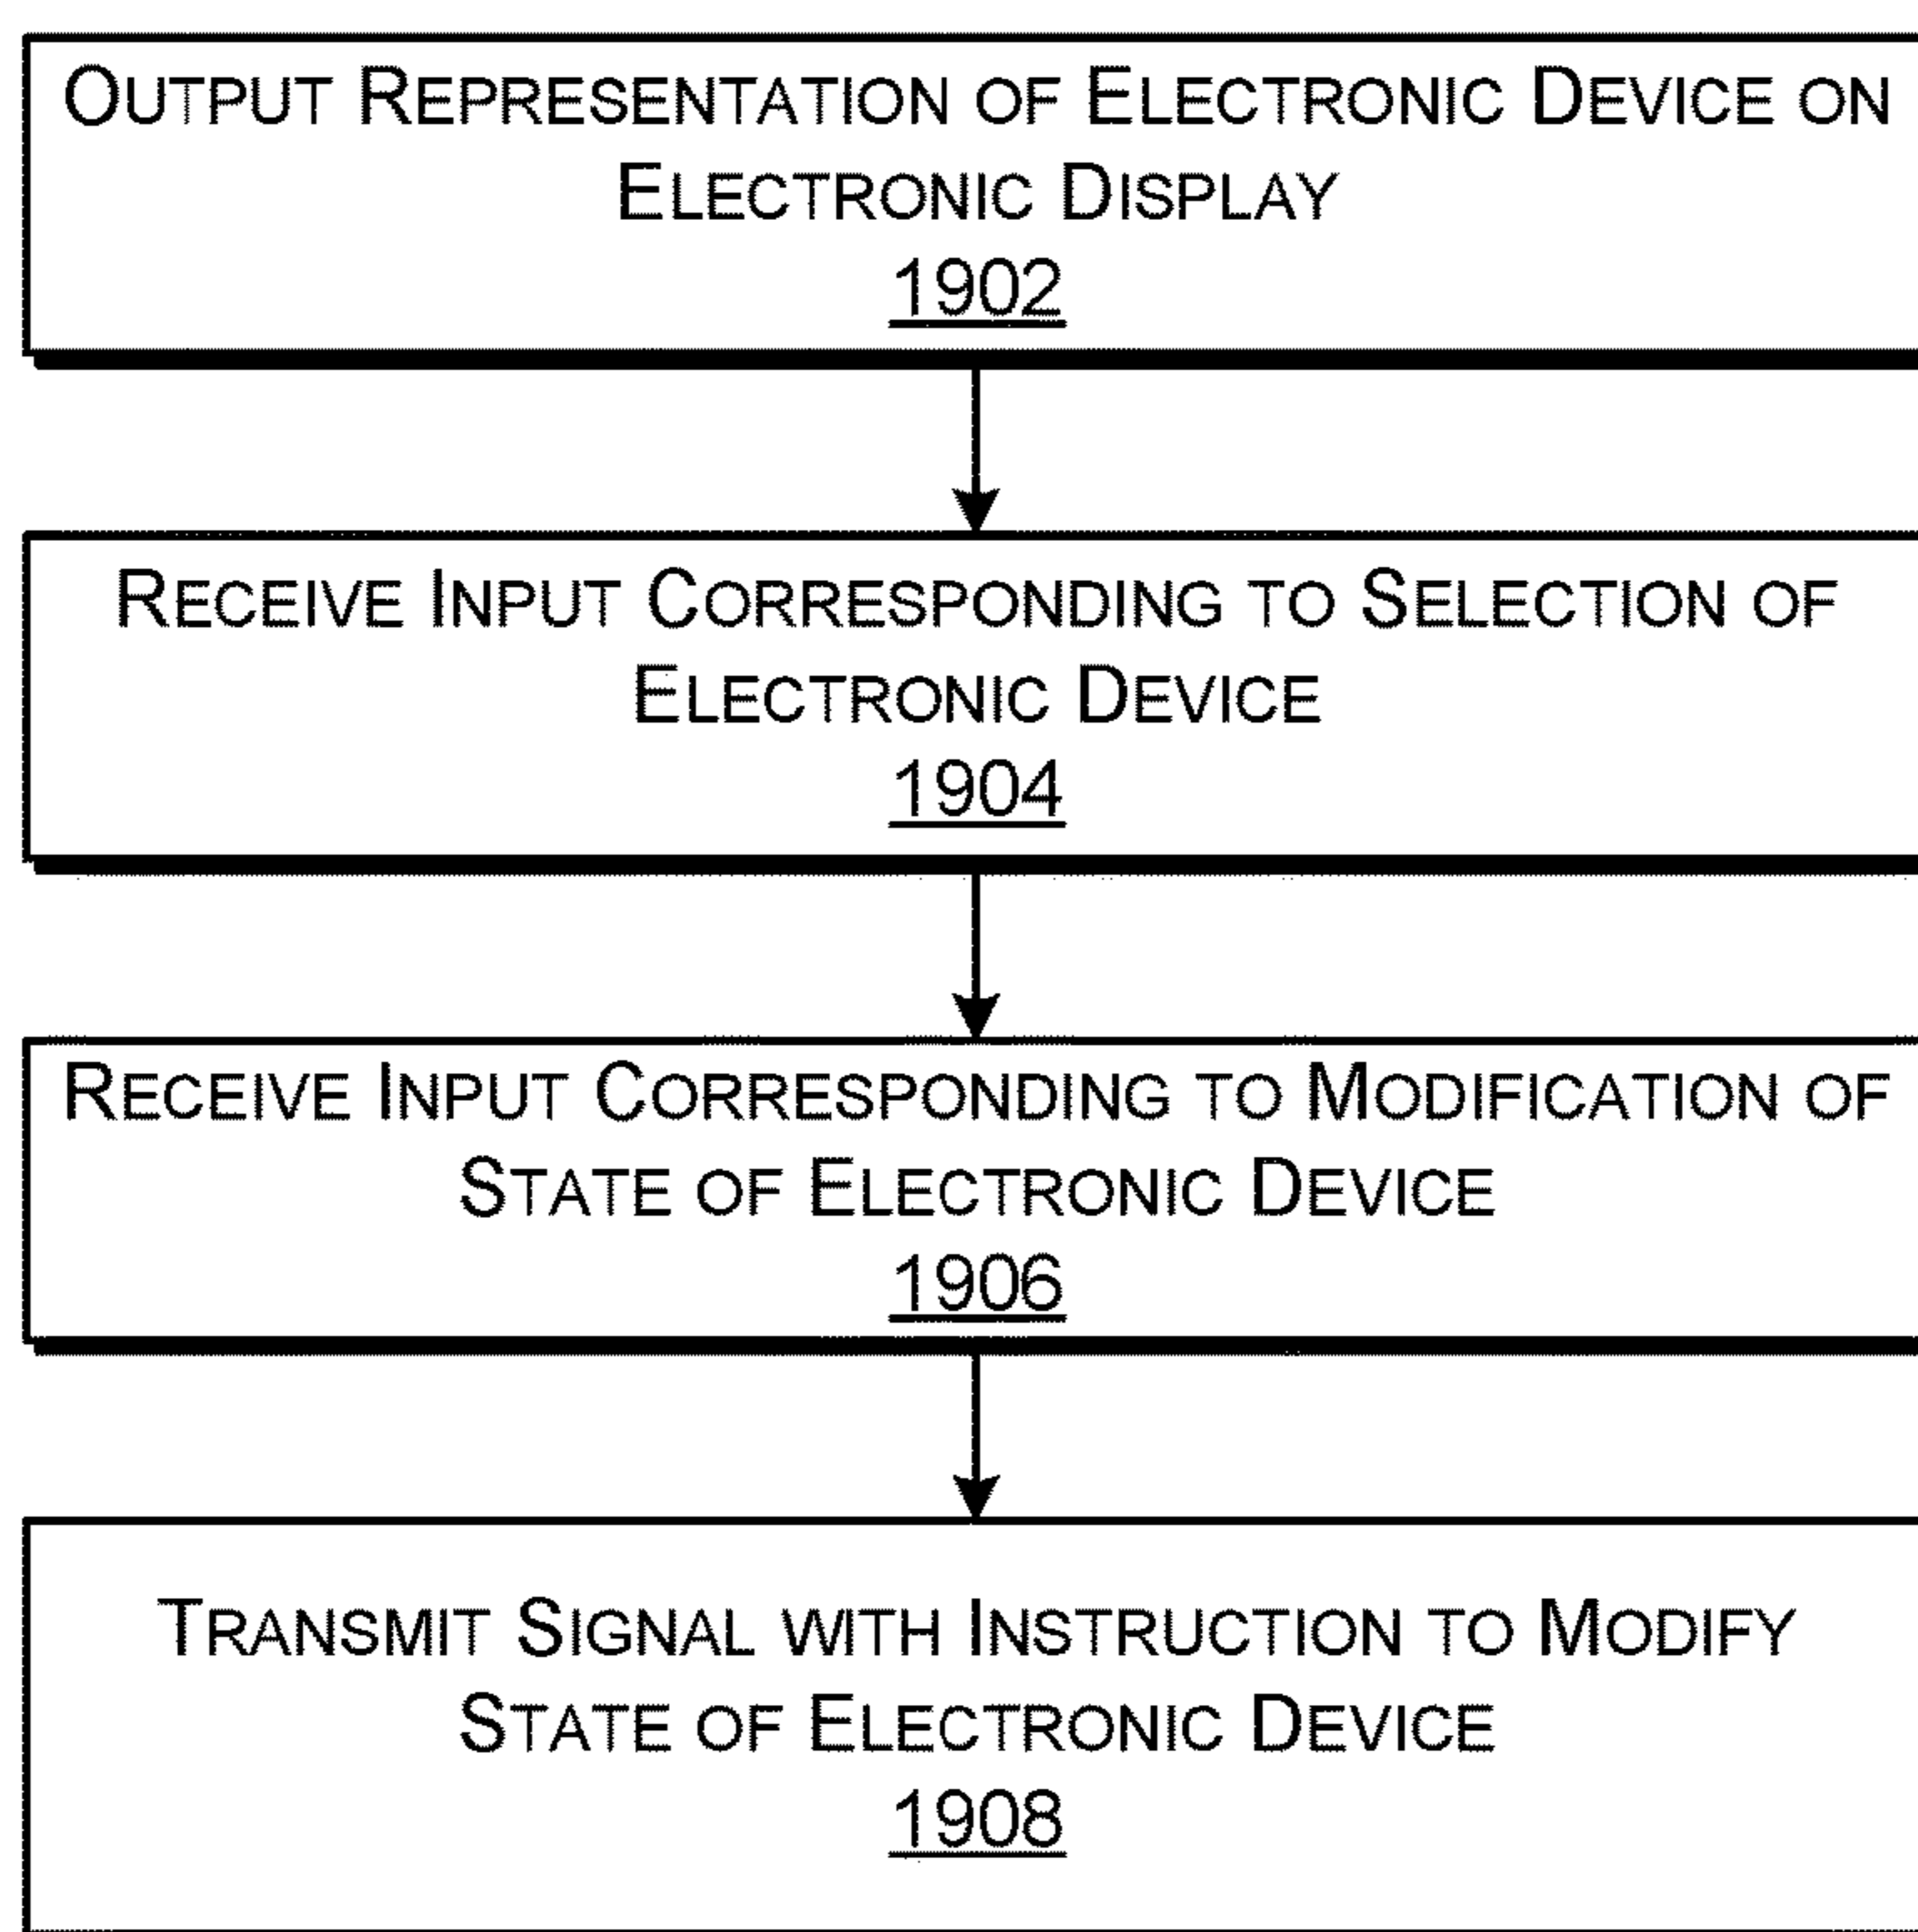 OUTPUT REPRESENTATION OF ELECTRONIC DEVICE ON
ELECTRONIC DISPLAY
1902
RECEIVE INPUT CORRESPONDING TO SELECTION OF
ELECTRONIC DEVICE
1904
RECEIVE INPUT CORRESPONDING TO MODIFICATION OF
STATE OF ELECTRONIC DEVICE
1906
TRANSMIT SIGNAL WITH INSTRUCTION TO MODIFY
STATE OF ELECTRONIC DEVICE
1908